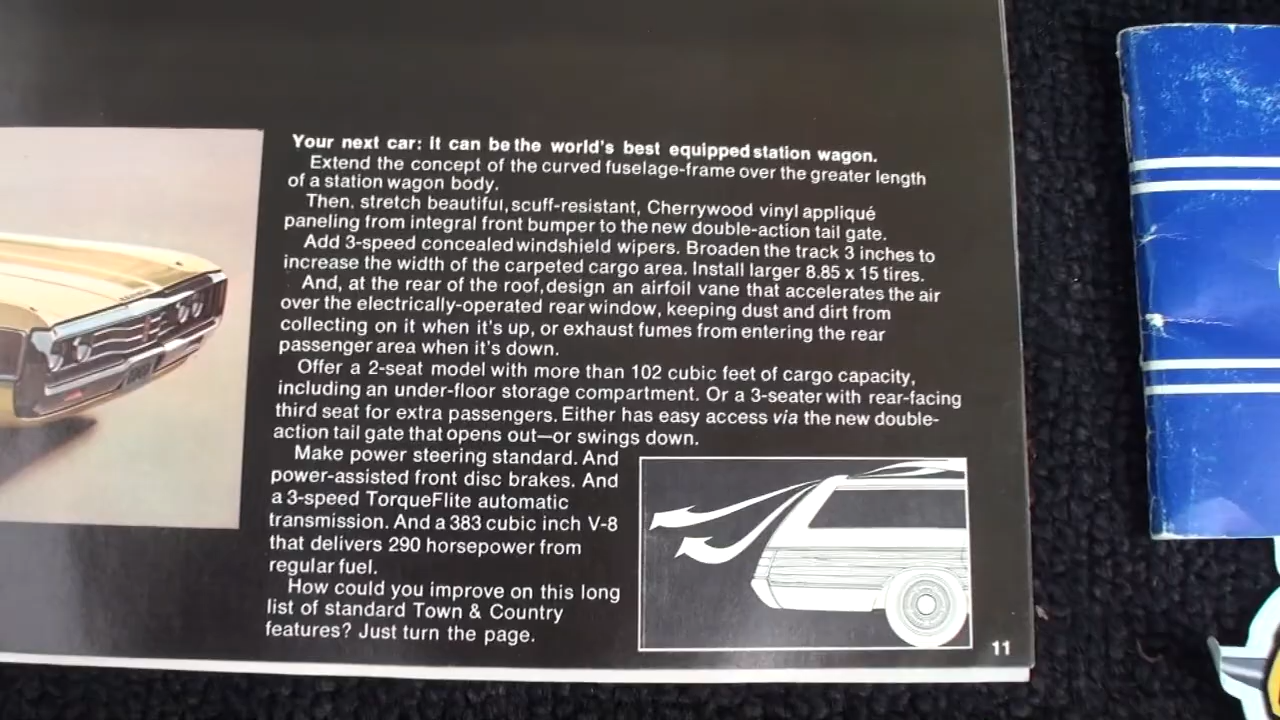 Your next car: It can be the world's best equipped station wagon.
Extend the concept of the curved fuselage-frame over the greater length
of a station wagon body.
Then, stretch beautiful, scuff-resistant, Cherrywood vinyl appliqué
paneling from integral front bumper to the new double-action tail gate.
Add 3-speed concealed windshield wipers. Broaden the track 3 inches to
increase the width of the carpeted cargo area. Install larger 8.85 x 15 tires.
And, at the rear of the roof, design an airfoil vane that accelerates the air
over the electrically-operated rear window, keeping dust and dirt from
collecting on it when it's up, or exhaust fumes from entering the rear
passenger area when it's down.
Offer a 2-seat model with more than 102 cubic feet of cargo capacity,
including an under-floor storage compartment. Or a 3-seater with rear-facing
third seat for extra passengers. Either has easy access via the new double-
action tail gate that opens out—or swings down.
Make power steering standard. And
power-assisted front disc brakes. And
a 3-speed TorqueFlite automatic
transmission. And a 383 cubic inch V-8
that delivers 290 horsepower from
regular fuel.
How could you improve on this long
list of standard Town & Country
features? Just turn the page.
11